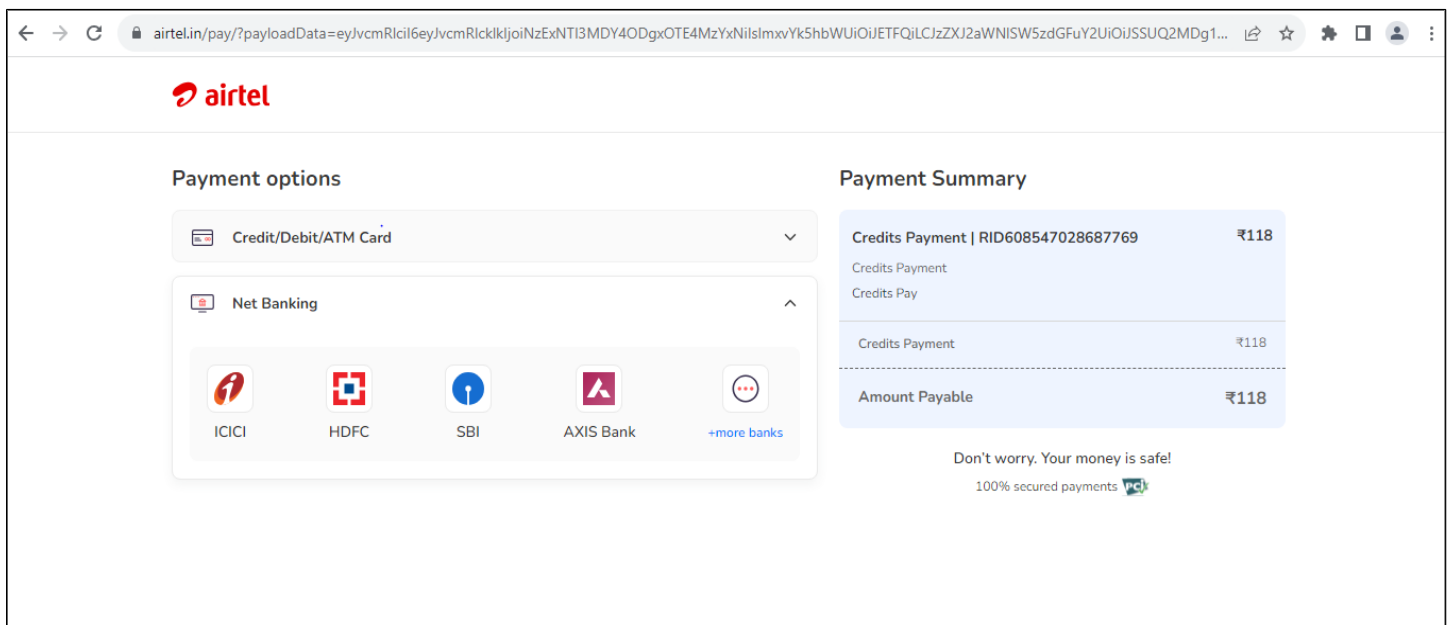 airtel.in/pay/?payloadData=eyJvcmRlciI6eyJvcmRlcklkIjoiNzExNTI3MDY4ODgxOTE4MzYxNiIsImxvYk5hbWUiOiJETFQiLCJzZXJ2aWNlSW5zdGFuY2UiOiJSSUQ2MDg1...
airtel
Payment options
Credit/Debit/ATM Card
Net Banking
ICICI
HDFC
SBI
AXIS Bank
+more banks
Payment Summary
Credits Payment | RID608547028687769 ₹118
Credits Payment
Credits Pay
Credits Payment ₹118
Amount Payable ₹118
Don't worry. Your money is safe!
100% secured payments PCI